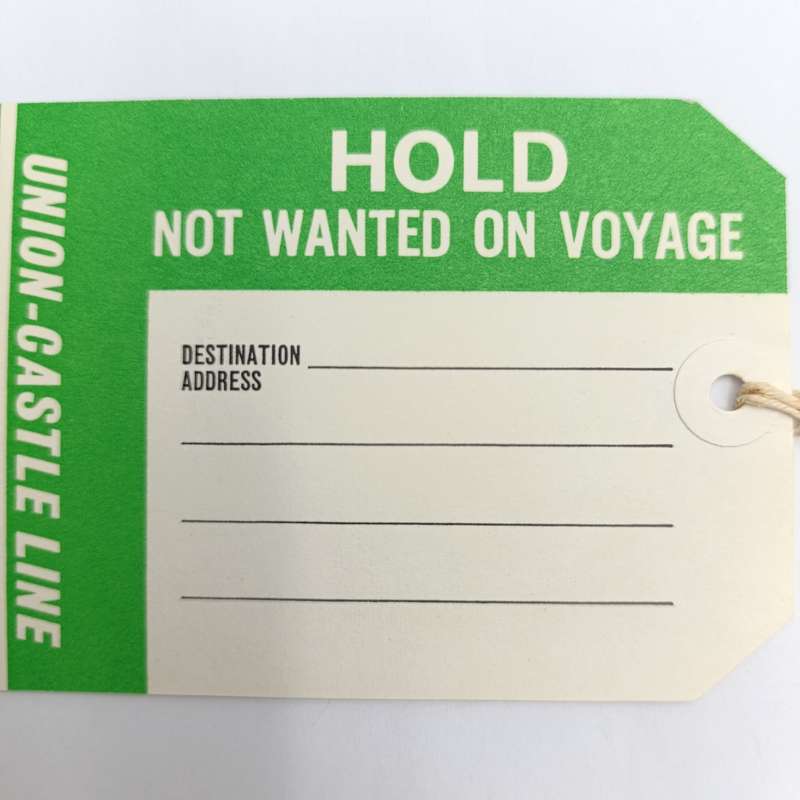 HOLD
NOT WANTED ON VOYAGE
UNION-CASTLE LINE
DESTINATION
ADDRESS